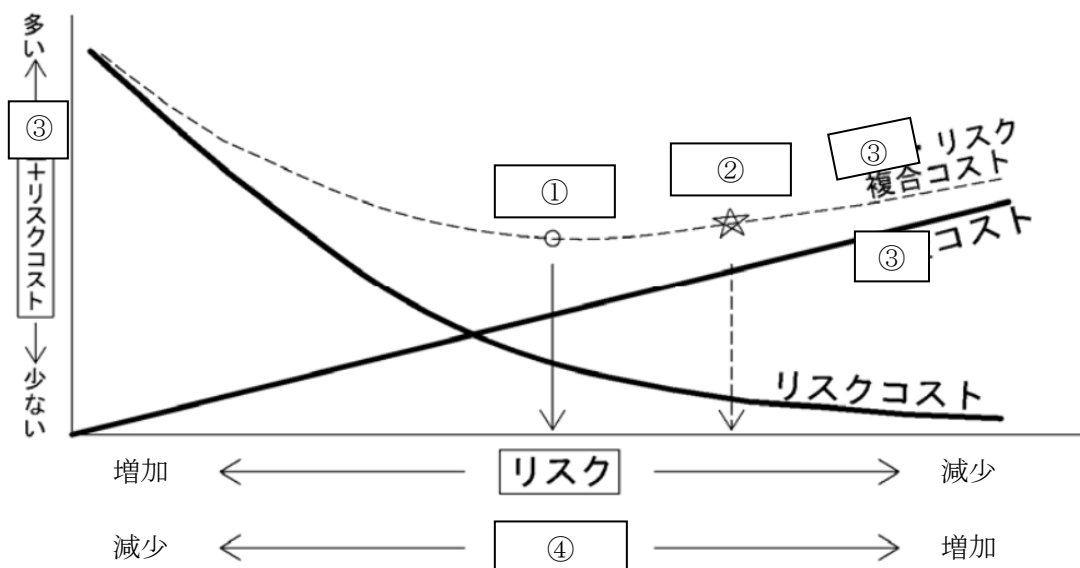 多い
③
＋リスクコスト
少ない
①
②
③
・リスク
複合コスト
③
コスト
リスクコスト
増加
リスク
減少
減少
④
増加